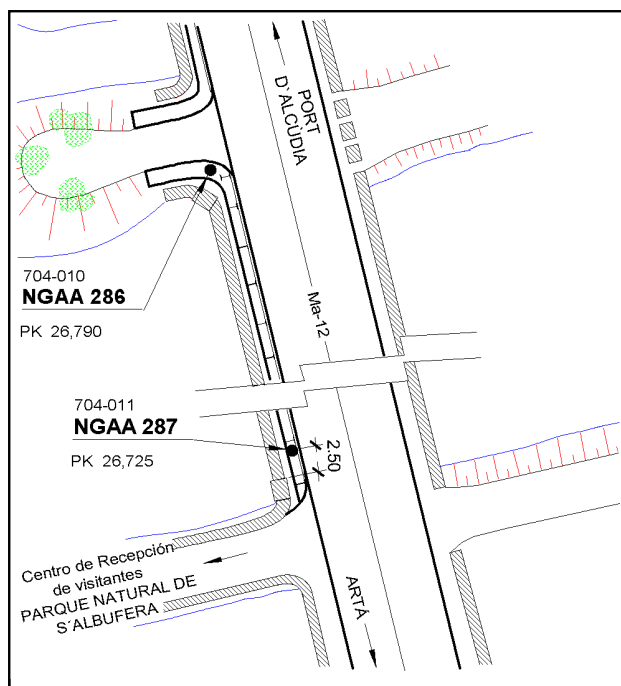 PORT
D`ALCÙDIA
704-010
NGAA 286
PK 26,790
Ma-12
704-011
NGAA 287
PK 26,725
2.50
Centro de Recepción
de visitantes
PARQUE NATURAL DE
S´ALBUFERA
ARTÁ